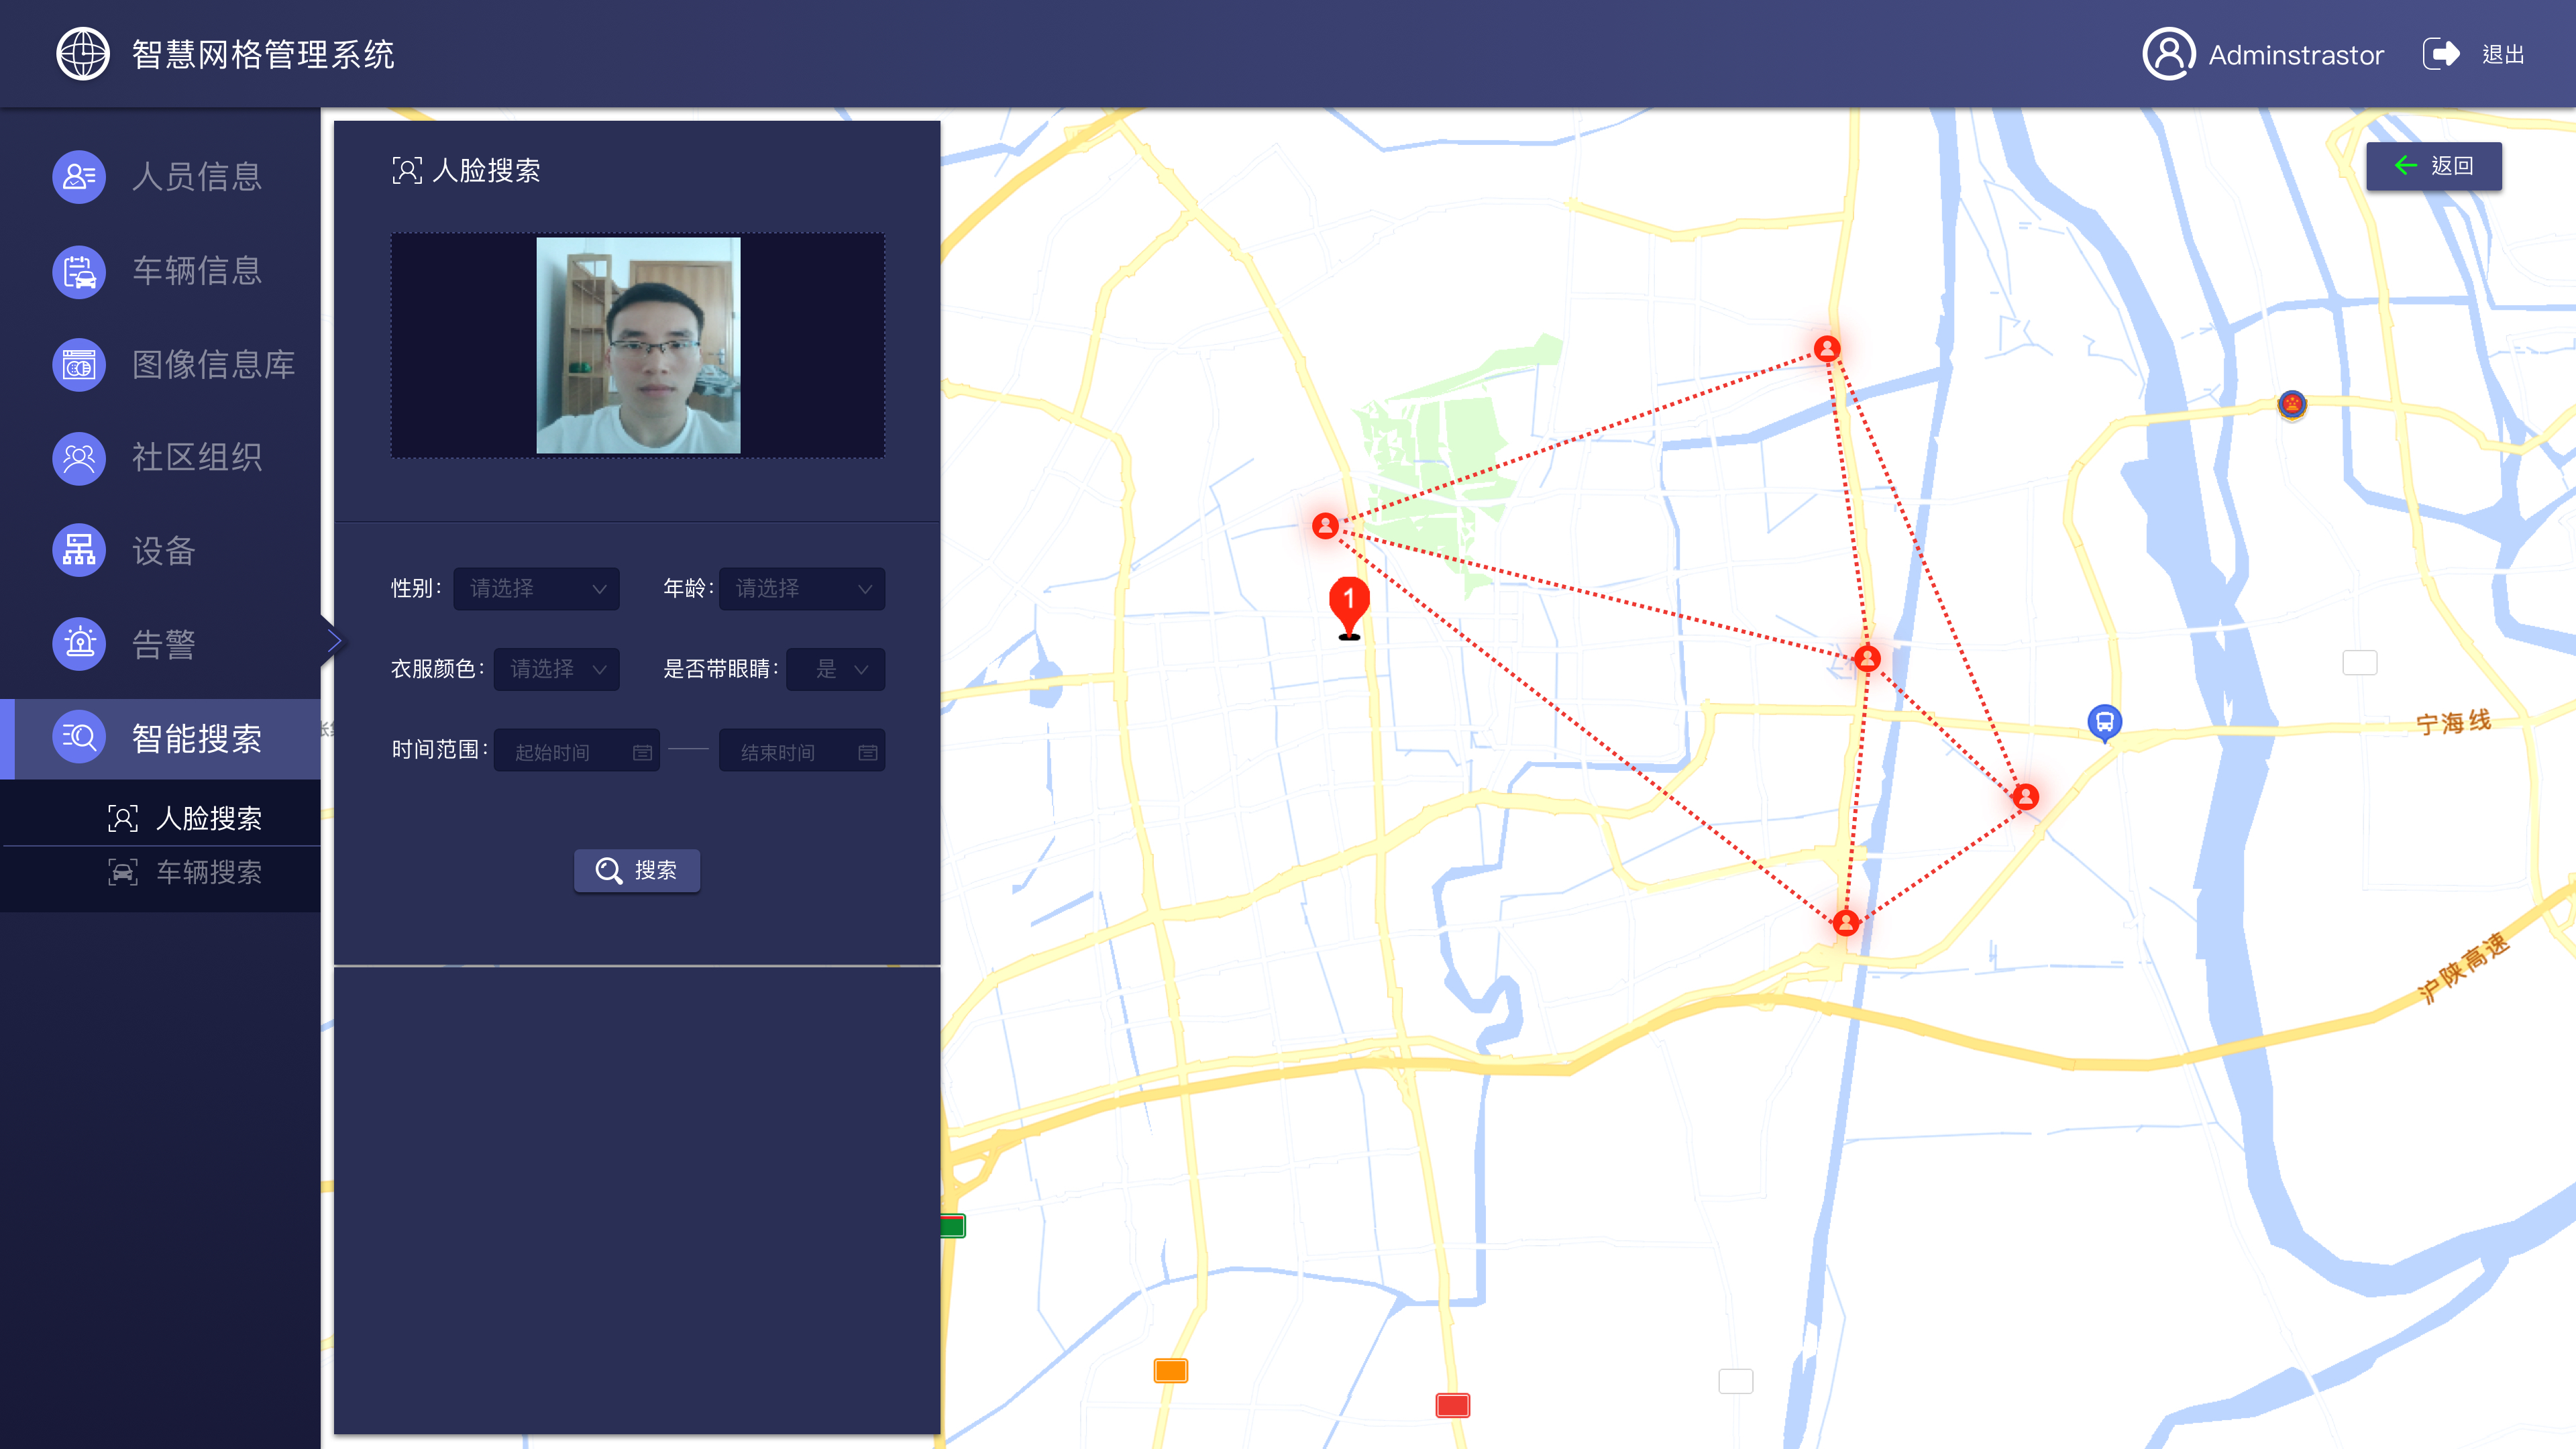 智慧网格管理系统
Adminstrastor
退出
人员信息
车辆信息
图像信息库
社区组织
设备
告警
智能搜索
人脸搜索
车辆搜索
人脸搜索
性别：
请选择
年龄：
请选择
衣服颜色：
请选择
是否带眼睛：
是
时间范围：
起始时间
结束时间
搜索
返回
1
宁海线
沪陕高速